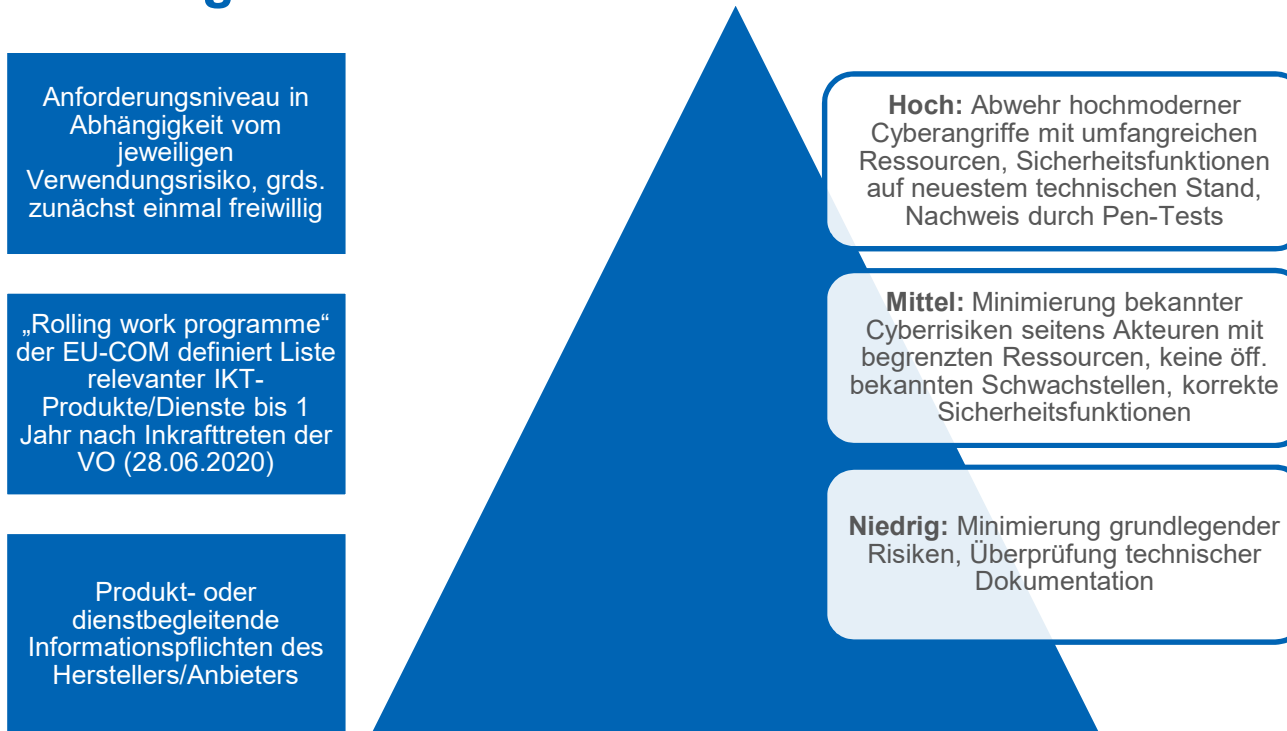 Anforderungsniveau in
Abhängigkeit vom
jeweiligen
Verwendungsrisiko, grds.
zunächst einmal freiwillig
„Rolling work programme“
der EU-COM definiert Liste
relevanter IKT-
Produkte/Dienste bis 1
Jahr nach Inkrafttreten der
VO (28.06.2020)
Produkt- oder
dienstbegleitende
Informationspflichten des
Herstellers/Anbieters
Hoch: Abwehr hochmoderner
Cyberangriffe mit umfangreichen
Ressourcen, Sicherheitsfunktionen
auf neuestem technischen Stand,
Nachweis durch Pen-Tests
Mittel: Minimierung bekannter
Cyberrisiken seitens Akteuren mit
begrenzten Ressourcen, keine öff.
bekannten Schwachstellen, korrekte
Sicherheitsfunktionen
Niedrig: Minimierung grundlegender
Risiken, Überprüfung technischer
Dokumentation